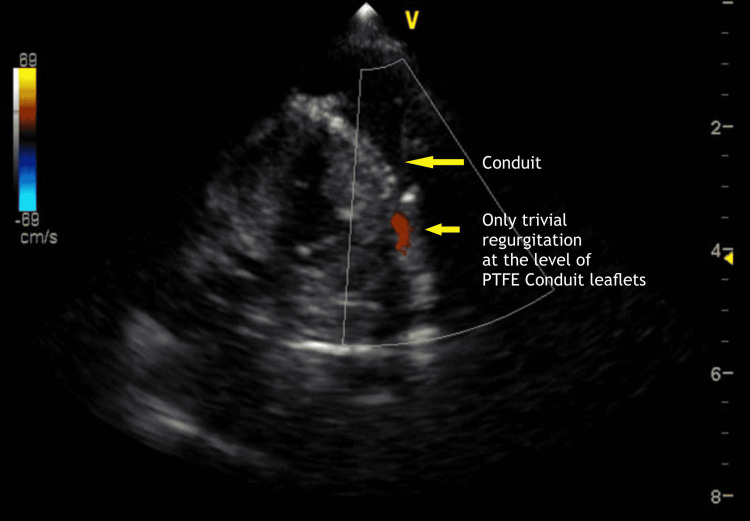 V
69
-69
cm/s
2
Conduit
Only trivial
regurgitation
at the level of
PTFE Conduit leaflets
4
6
8